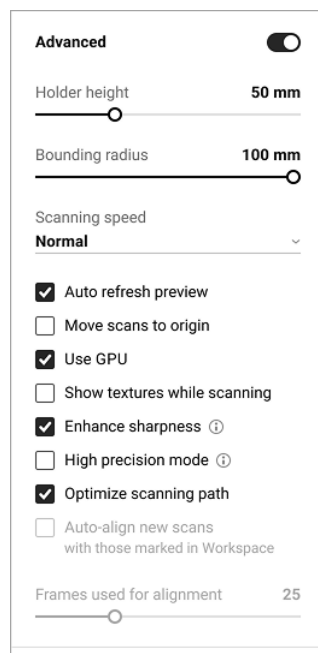 Advanced
Holder height 50 mm
Bounding radius 100 mm
Scanning speed
Normal
Auto refresh preview
Move scans to origin
Use GPU
Show textures while scanning
Enhance sharpness
High precision mode
Optimize scanning path
Auto-align new scans
with those marked in Workspace
Frames used for alignment 25